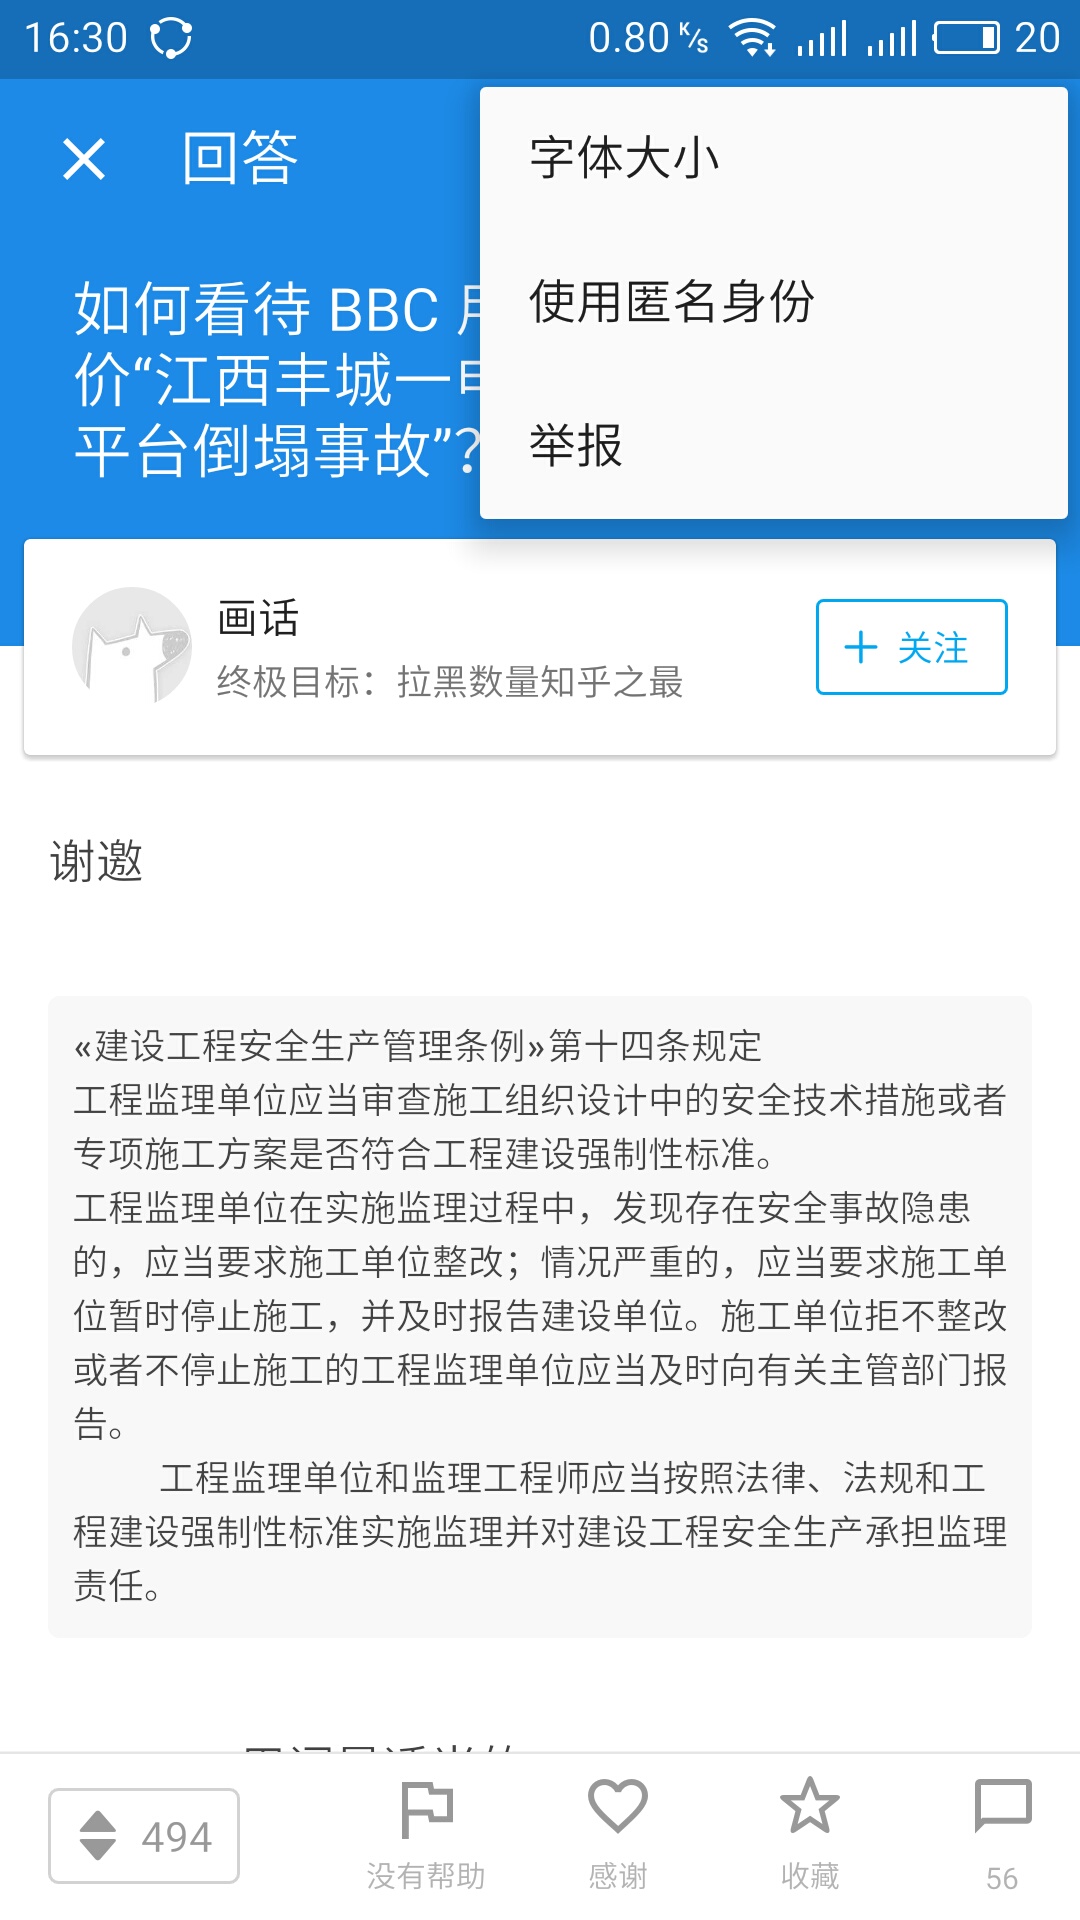 16:30
0.80 K/s
20
回答
字体大小
使用匿名身份
举报
如何看待 BBC
价“江西丰城一
平台倒塌事故”?
画话
终极目标：拉黑数量知乎之最
+ 关注
谢邀
«建设工程安全生产管理条例»第十四条规定
工程监理单位应当审查施工组织设计中的安全技术措施或者
专项施工方案是否符合工程建设强制性标准。
工程监理单位在实施监理过程中，发现存在安全事故隐患
的，应当要求施工单位整改；情况严重的，应当要求施工单
位暂时停止施工，并及时报告建设单位。施工单位拒不整改
或者不停止施工的工程监理单位应当及时向有关主管部门报
告。
工程监理单位和监理工程师应当按照法律、法规和工
程建设强制性标准实施监理并对建设工程安全生产承担监理
责任。
494
没有帮助
感谢
收藏
56